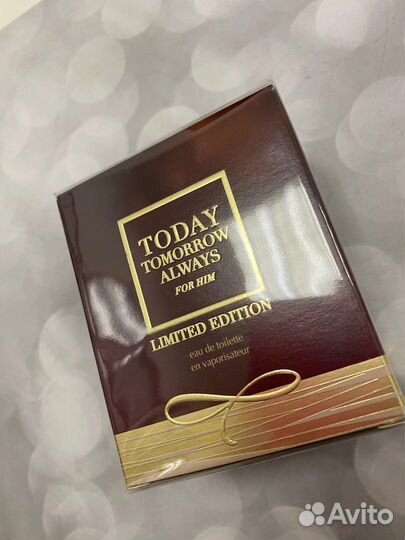 TODAY
TOMORROW
ALWAYS
FOR HIM
LIMITED EDITION
eau de toilette
en vaporisateur
Avito